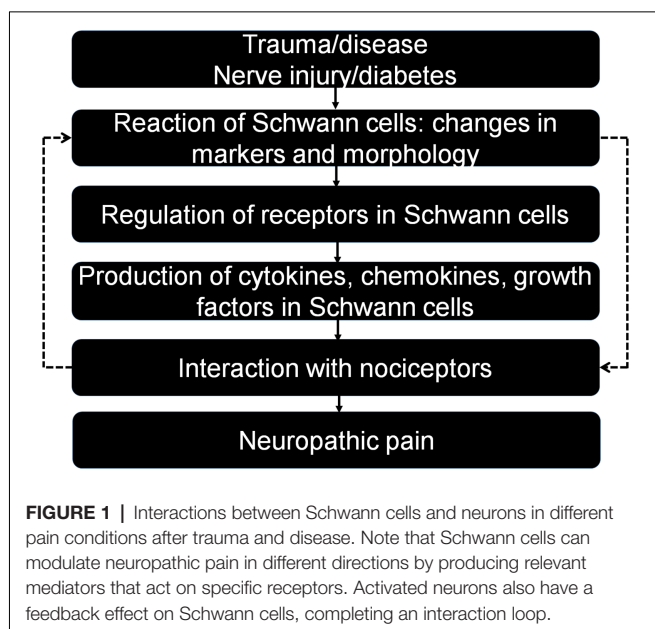 Trauma/disease
Nerve injury/diabetes
Reaction of Schwann cells: changes in
markers and morphology
Regulation of receptors in Schwann cells
Production of cytokines, chemokines, growth
factors in Schwann cells
Interaction with nociceptors
Neuropathic pain
FIGURE 1 | Interactions between Schwann cells and neurons in different
pain conditions after trauma and disease. Note that Schwann cells can
modulate neuropathic pain in different directions by producing relevant
mediators that act on specific receptors. Activated neurons also have a
feedback effect on Schwann cells, completing an interaction loop.